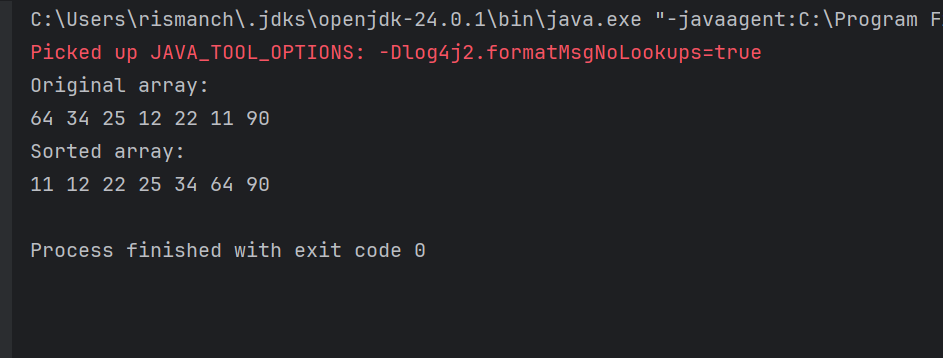 C:\Users\rismanch\.jdks\openjdk-24.0.1\bin\java.exe "-javaagent:C:\Program F
Picked up JAVA_TOOL_OPTIONS: -Dlog4j2.formatMsgNoLookups=true
Original array:
64 34 25 12 22 11 90
Sorted array:
11 12 22 25 34 64 90
Process finished with exit code 0